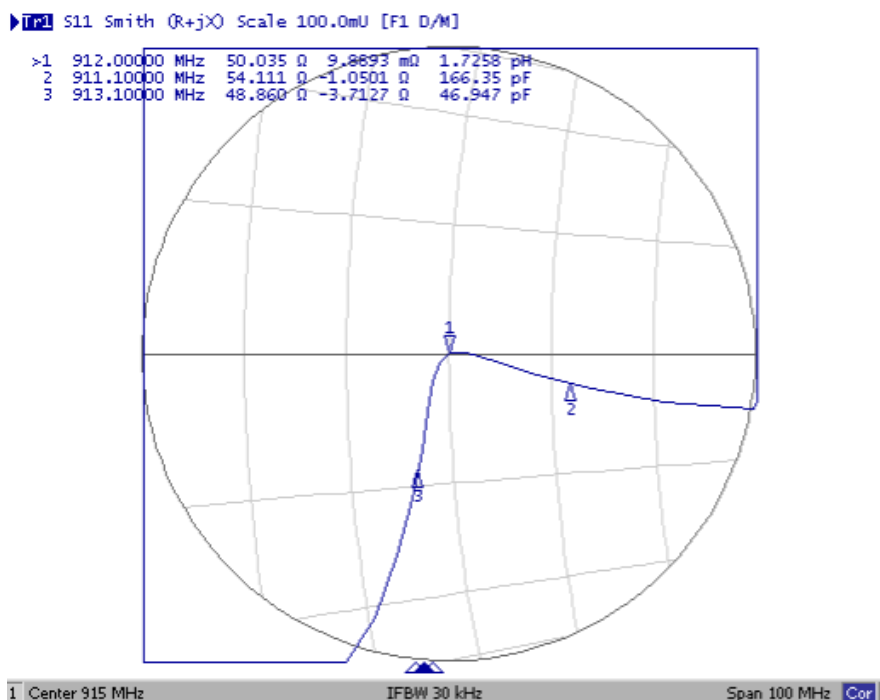 Tr1 S11 Smith (R+jX) Scale 100.0mU [F1 D/M]
>1 912.00000 MHz 50.035 Ω 9.8893 mΩ 1.7258 pH
2 911.10000 MHz 54.111 Ω -1.0501 Ω 166.35 pF
3 913.10000 MHz 48.860 Ω -3.7127 Ω 46.947 pF
1
2
3
1 Center 915 MHz IFBW 30 kHz Span 100 MHz Cor